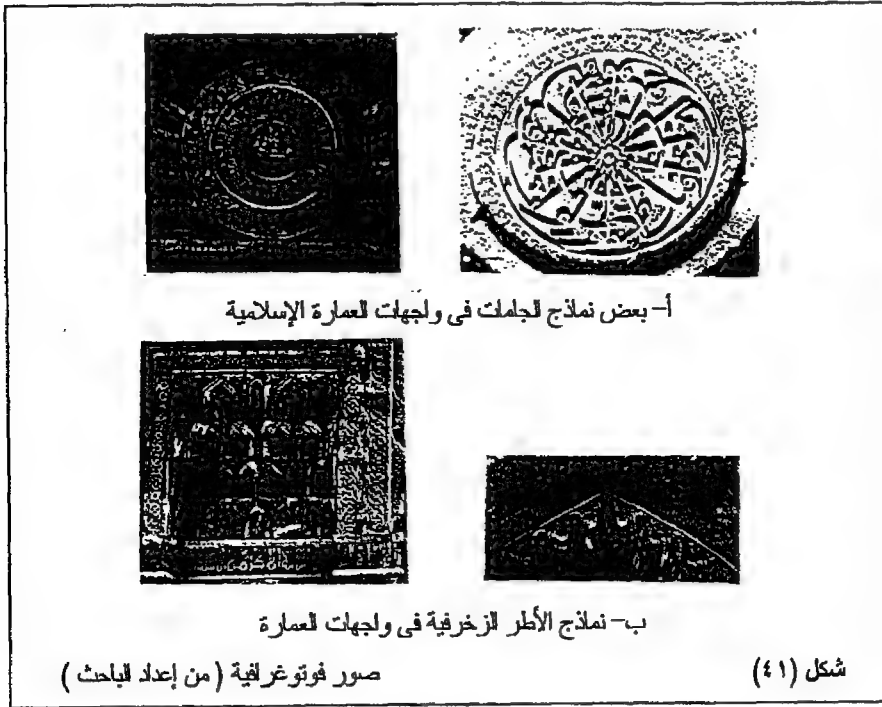 أ- بعض نماذج الجامات فى واجهات العمارة الإسلامية
ب- نماذج الأطر الزخرفية فى واجهات العمارة
شكل (٤١) صور فوتوغرافية ( من إعداد الباحث )